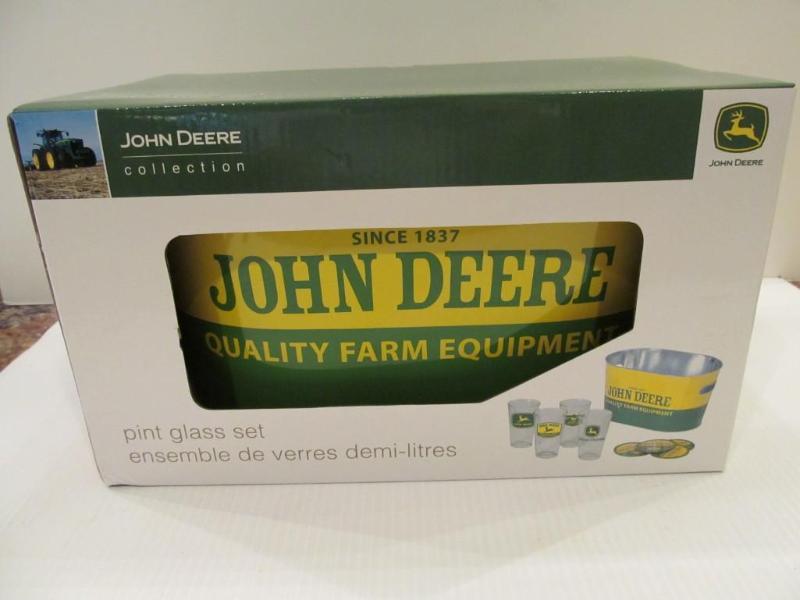 JOHN DEERE
collection
JOHN DEERE
SINCE 1837
JOHN DEERE
QUALITY FARM EQUIPMENT
JOHN DEERE
QUALITY FARM EQUIPMENT
pint glass set
ensemble de verres demi-litres